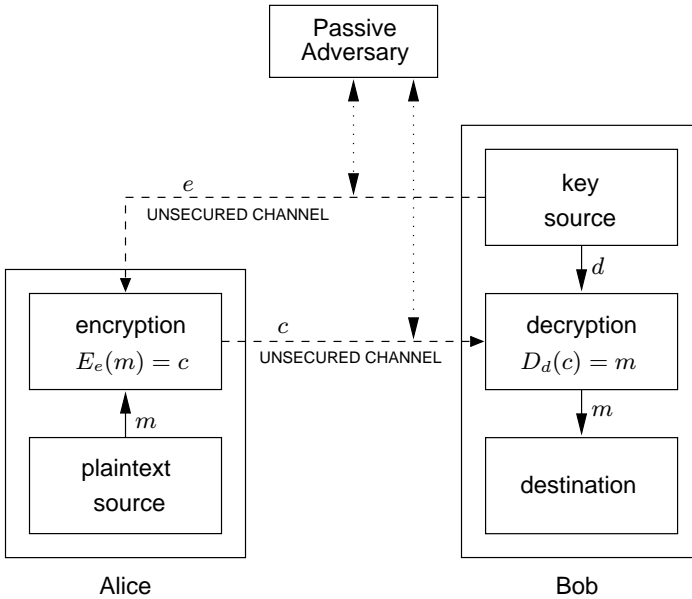 Passive
Adversary
e
UNSECURED CHANNEL
key
source
d
encryption
E_e(m) = c
c
UNSECURED CHANNEL
decryption
D_d(c) = m
m
m
plaintext
source
destination
Alice
Bob